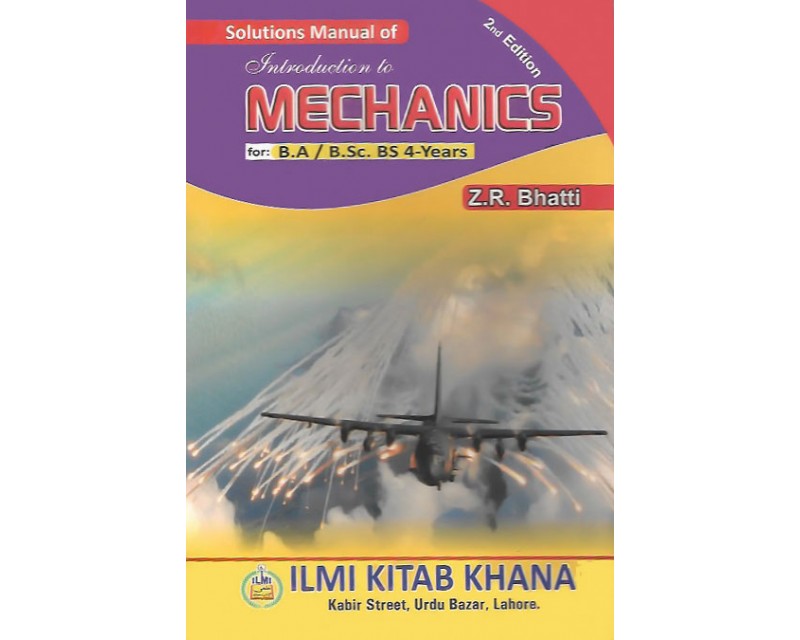 Solutions Manual of
2nd Edition
Introduction to
MECHANICS
for: B.A / B.Sc. BS 4-Years
Z.R. Bhatti
ILMI
ILMI KITAB KHANA
Kabir Street, Urdu Bazar, Lahore.